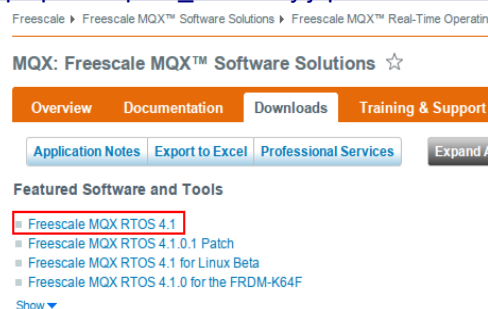 Freescale ▸ Freescale MQX™ Software Solutions ▸ Freescale MQX™ Real-Time Operatin
MQX: Freescale MQX™ Software Solutions ☆
Overview Documentation Downloads Training & Support
Application Notes Export to Excel Professional Services Expand A
Featured Software and Tools
Freescale MQX RTOS 4.1
Freescale MQX RTOS 4.1.0.1 Patch
Freescale MQX RTOS 4.1 for Linux Beta
Freescale MQX RTOS 4.1.0 for the FRDM-K64F
Show